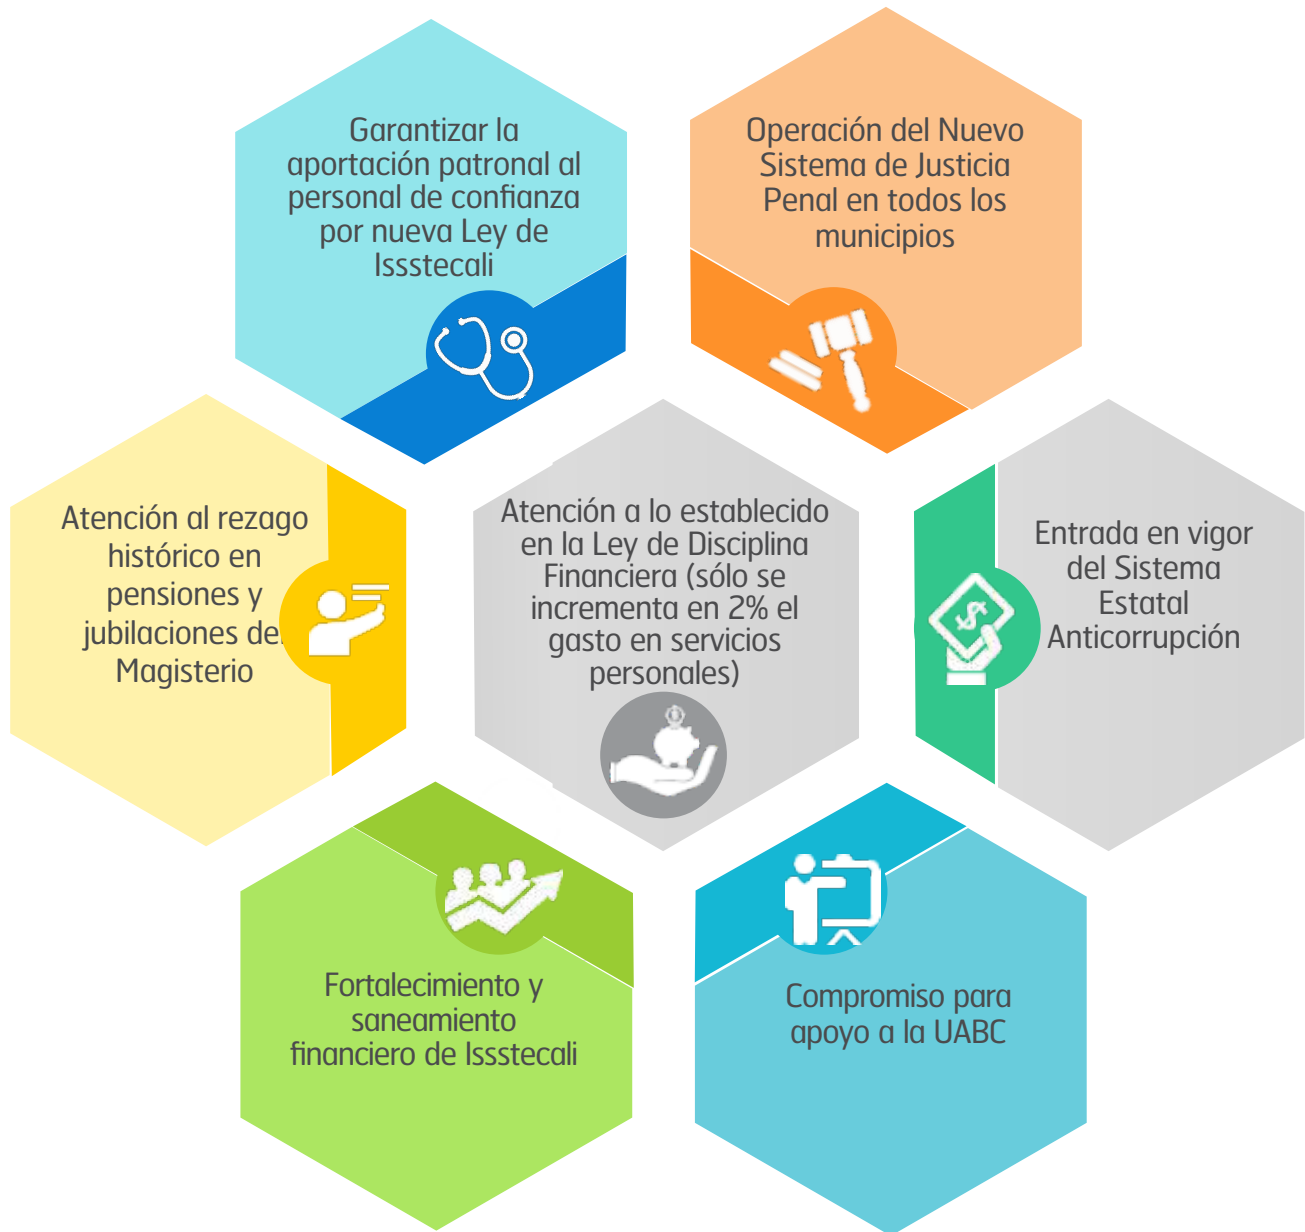 Garantizar la
aportación patronal al
personal de confianza
por nueva Ley de
Issstecali
Operación del Nuevo
Sistema de Justicia
Penal en todos los
municipios
Atención al rezago
histórico en
pensiones y
jubilaciones del
Magisterio
Atención a lo establecido
en la Ley de Disciplina
Financiera (sólo se
incrementa en 2% el
gasto en servicios
personales)
Entrada en vigor
del Sistema
Estatal
Anticorrupción
Fortalecimiento y
saneamiento
financiero de Issstecali
Compromiso para
apoyo a la UABC